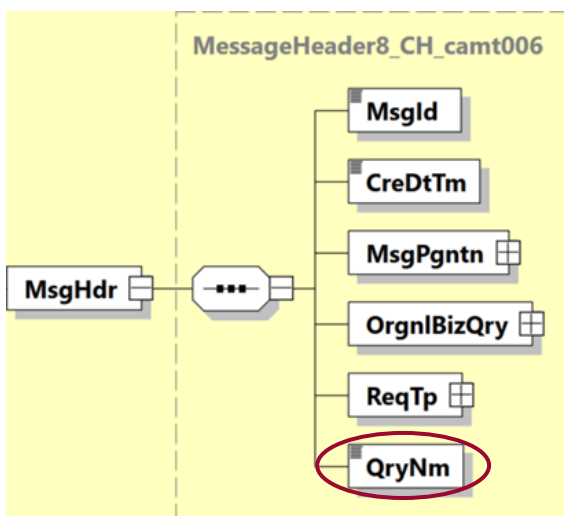 MessageHeader8_CH_camt006
MsgId
CreDtTm
MsgPgntn
MsgHdr
OrgnlBizQry
ReqTp
QryNm